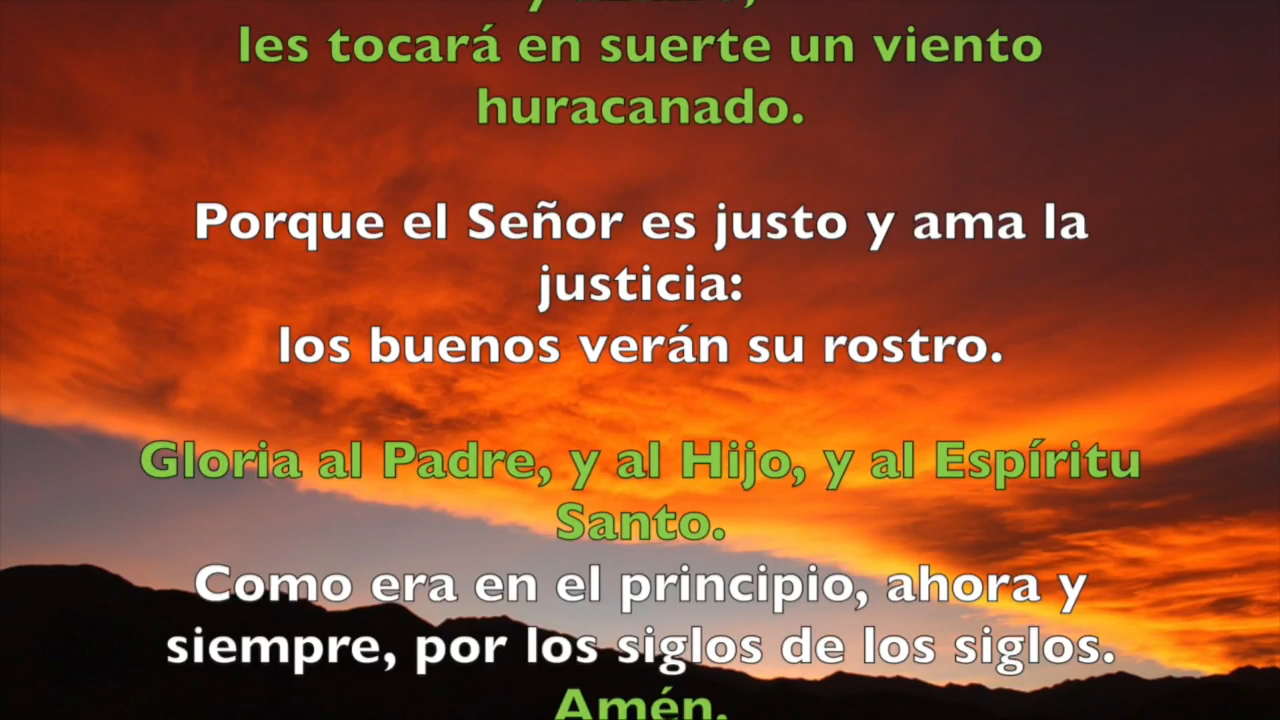 les tocará en suerte un viento
huracanado.
Porque el Señor es justo y ama la
justicia:
los buenos verán su rostro.
Gloria al Padre, y al Hijo, y al Espíritu
Santo.
Como era en el principio, ahora y
siempre, por los siglos de los siglos.
Amén.